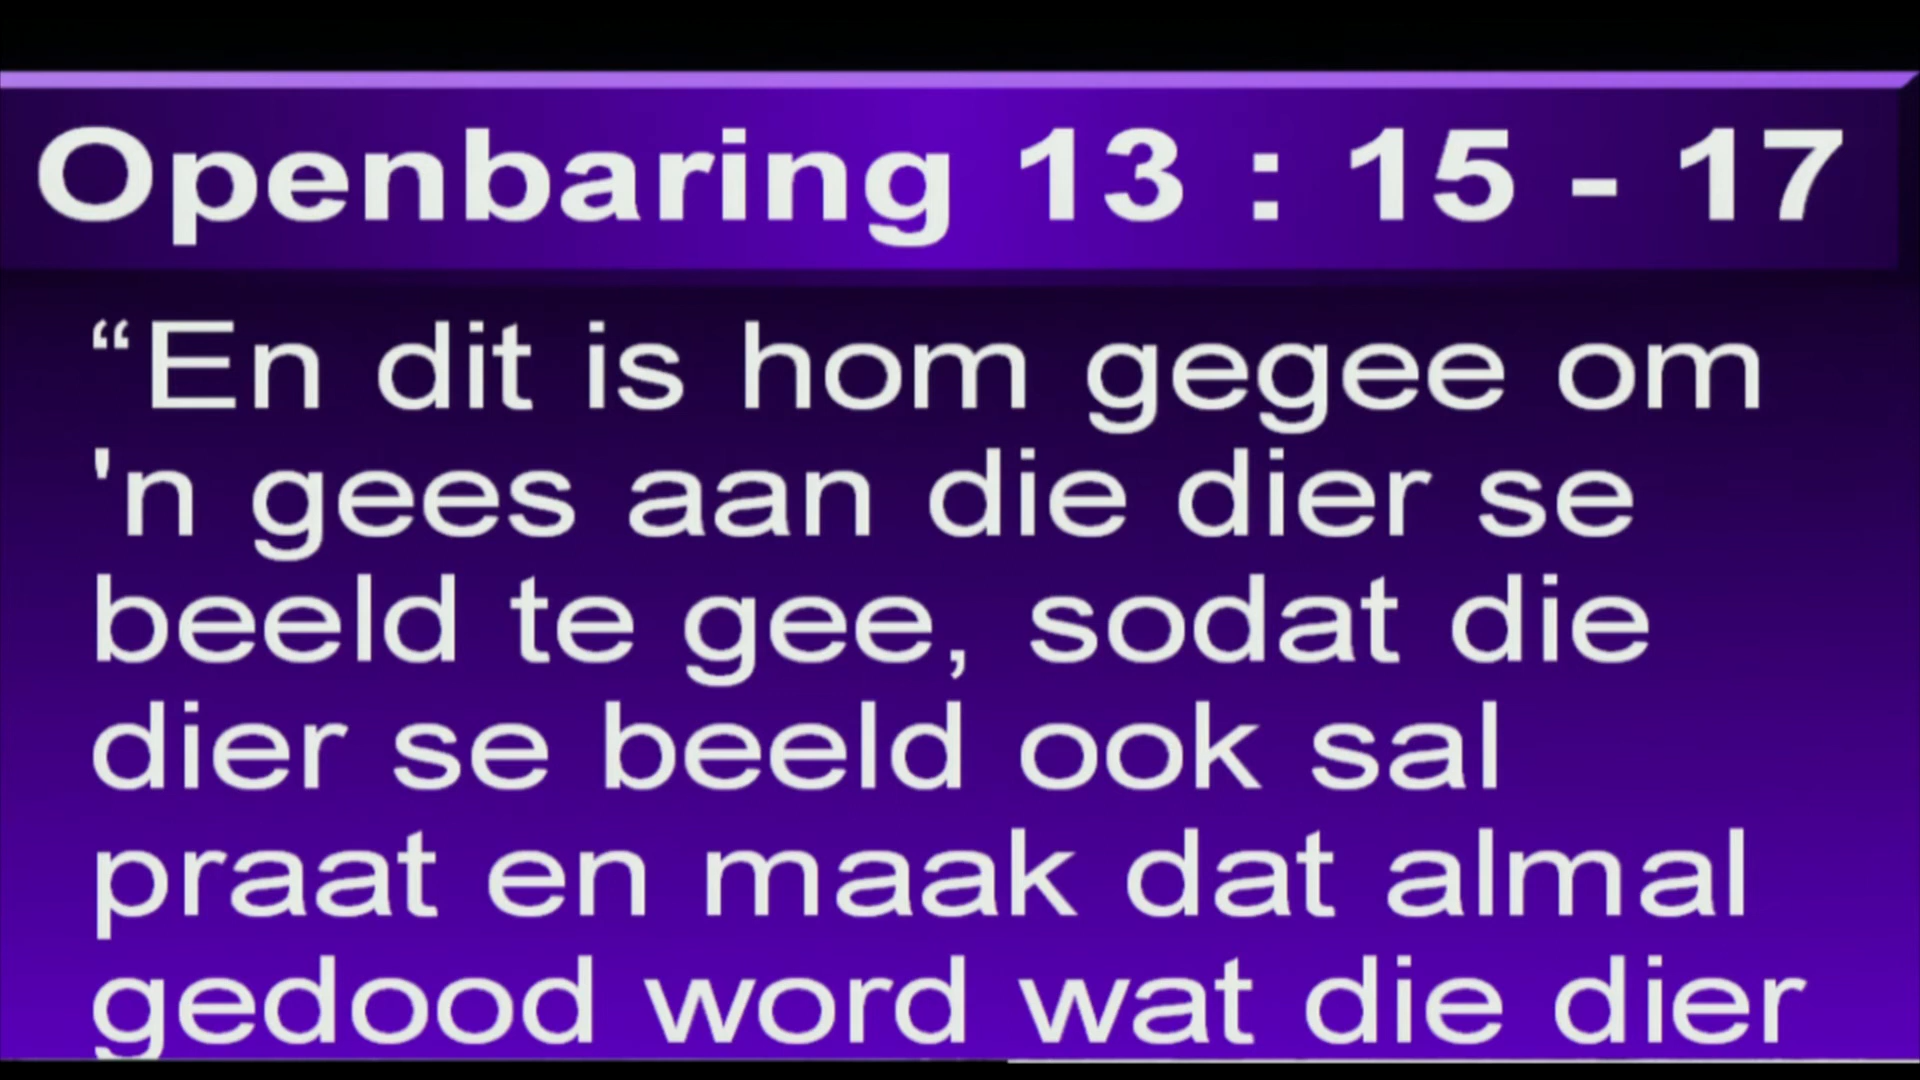 Openbaring 13 : 15 - 17
“En dit is hom gegee om
'n gees aan die dier se
beeld te gee, sodat die
dier se beeld ook sal
praat en maak dat almal
gedood word wat die dier